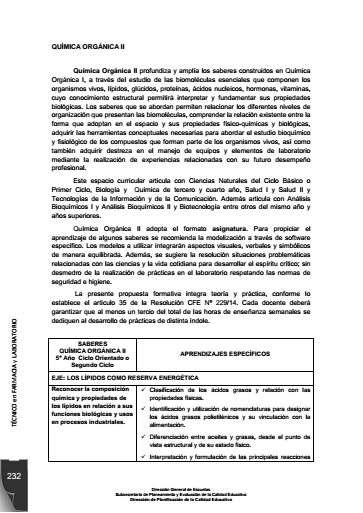 QUÍMICA ORGÁNICA II
Química Orgánica II profundiza y amplía los saberes construidos en Química
Orgánica I, a través del estudio de las biomoléculas esenciales que componen los
organismos vivos, lípidos, glúcidos, proteínas, ácidos nucleicos, hormonas, vitaminas,
cuyo conocimiento estructural permitirá interpretar y fundamentar sus propiedades
biológicas. Los saberes que se abordan permiten relacionar los diferentes niveles de
organización que presentan las biomoléculas, comprender la relación existente entre la
forma que adoptan en el espacio y sus propiedades físico-químicas y biológicas,
adquirir las herramientas conceptuales necesarias para abordar el estudio bioquímico
y fisiológico de los compuestos que forman parte de los organismos vivos, así como
también adquirir destreza en el manejo de equipos y elementos de laboratorio
mediante la realización de experiencias relacionadas con su futuro desempeño
profesional.
Este espacio curricular articula con Ciencias Naturales del Ciclo Básico o
Primer Ciclo, Biología y Química de tercero y cuarto año, Salud I y Salud II y
Tecnologías de la Información y de la Comunicación. Además articula con Análisis
Bioquímicos I y Análisis Bioquímicos II y Biotecnología entre otros del mismo año y
años superiores.
Química Orgánica II adopta el formato asignatura. Para propiciar el
aprendizaje de algunos saberes se recomienda la modelización a través de software
específico. Los modelos a utilizar integrarán aspectos visuales, verbales y simbólicos
de manera equilibrada. Además, se sugiere la resolución situaciones problemáticas
relacionadas con las ciencias y la vida cotidiana para desarrollar el espíritu crítico; sin
desmedro de la realización de prácticas en el laboratorio respetando las normas de
seguridad e higiene.
La presente propuesta formativa integra teoría y práctica, conforme lo
establece el artículo 35 de la Resolución CFE Nº 229/14. Cada docente deberá
garantizar que al menos un tercio del total de las horas de enseñanza semanales se
dediquen al desarrollo de prácticas de distinta índole.
SABERES
QUÍMICA ORGÁNICA II
5º Año Ciclo Orientado o
Segundo Ciclo
APRENDIZAJES ESPECÍFICOS
EJE: LOS LÍPIDOS COMO RESERVA ENERGÉTICA
Reconocer la composición
química y propiedades de
los lípidos en relación a sus
funciones biológicas y usos
en procesos industriales.
✓ Clasificación de los ácidos grasos y relación con las
propiedades físicas.
✓ Identificación y utilización de nomenclaturas para designar
los ácidos grasos polietilénicos y su vinculación con la
alimentación.
✓ Diferenciación entre aceites y grasas, desde el punto de
vista estructural y de su estado físico.
✓ Interpretación y formulación de las principales reacciones
TÉCNICO en FARMACIA y LABORATORIO
232
Dirección General de Escuelas
Subsecretaría de Planeamiento y Evaluación de la Calidad Educativa
Dirección de Planificación de la Calidad Educativa